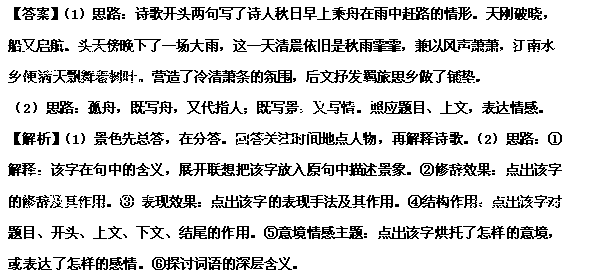 【答案】(1) 思路：诗歌开头两句写了诗人秋日早上乘舟在雨中赶路的情形。天刚破晓，
船又启航。头天傍晚下了一场大雨，这一天清晨依旧是秋雨霏霏，兼以风声萧萧，江南水
乡便满天飘舞着树叶。营造了冷清萧条的氛围，后文抒发羁旅思乡做了铺垫。
(2) 思路：孤舟，既写舟，又代指人；既写景，又写情。照应题目、上文，表达情感。
【解析】(1) 景色先总答，在分答。回答关注时间地点人物，再解释诗歌。(2) 思路：①
解释：该字在句中的含义，展开联想把该字放入原句中描述景象。②修辞效果：点出该字
的修辞及其作用。③ 表现效果：点出该字的表现手法及其作用。④结构作用：点出该字对
题目、开头、上文、下文、结尾的作用。⑤意境情感主题：点出该字烘托了怎样的意境，
或表达了怎样的感情。⑥探讨词语的深层含义。